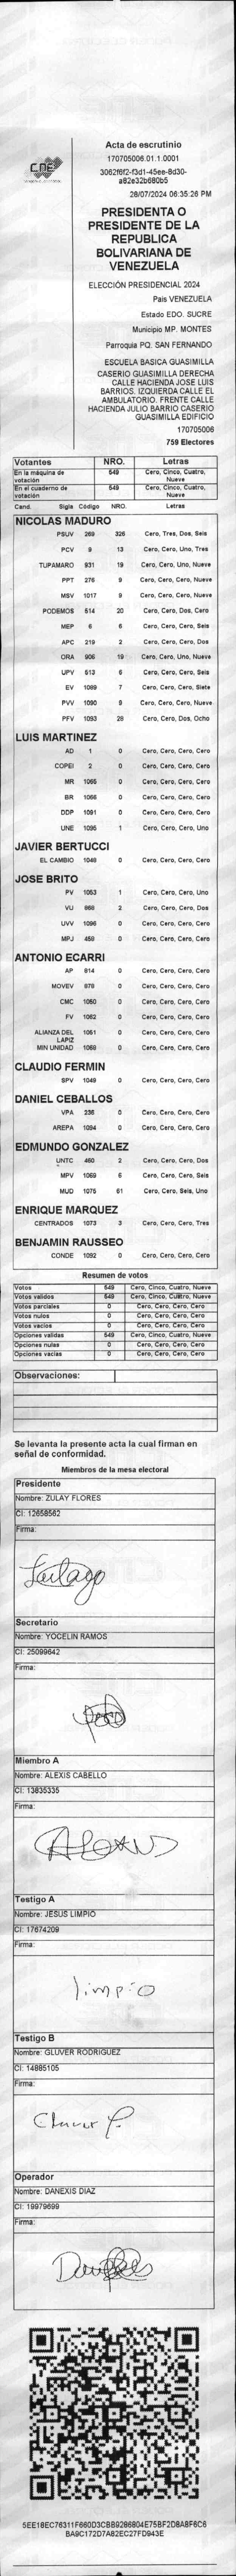 CNE
Acta de escrutinio
170705006.01.1.0001
3062f6f2-f3d1-45ee-8d30-
a82e32b680b5
28/07/2024 06:35:26 PM
PRESIDENTA O
PRESIDENTE DE LA
REPUBLICA
BOLIVARIANA DE
VENEZUELA
ELECCIÓN PRESIDENCIAL 2024
Pais VENEZUELA
Estado EDO. SUCRE
Municipio MP. MONTES
Parroquia PQ. SAN FERNANDO
ESCUELA BASICA GUASIMILLA
CASERIO GUASIMILLA DERECHA
CALLE HACIENDA JOSE LUIS
BARRIOS. IZQUIERDA CALLE EL
AMBULATORIO. FRENTE CALLE
HACIENDA JULIO BARRIO CASERIO
GUASIMILLA EDIFICIO
170705006
759 Electores
Votantes NRO. Letras
En la máquina de votación 549 Cero, Cinco, Cuatro, Nueve
En el cuaderno de votación 549 Cero, Cinco, Cuatro, Nueve
Cand. Sigla Código NRO. Letras
NICOLAS MADURO
PSUV 269 326 Cero, Tres, Dos, Seis
PCV 9 13 Cero, Cero, Uno, Tres
TUPAMARO 931 19 Cero, Cero, Uno, Nueve
PPT 276 9 Cero, Cero, Cero, Nueve
MSV 1017 9 Cero, Cero, Cero, Nueve
PODEMOS 514 20 Cero, Cero, Dos, Cero
MEP 6 6 Cero, Cero, Cero, Seis
APC 219 2 Cero, Cero, Cero, Dos
ORA 906 19 Cero, Cero, Uno, Nueve
UPV 513 6 Cero, Cero, Cero, Seis
EV 1089 7 Cero, Cero, Cero, Siete
PVV 1090 9 Cero, Cero, Cero, Nueve
PFV 1093 28 Cero, Cero, Dos, Ocho
LUIS MARTINEZ
AD 1 0 Cero, Cero, Cero, Cero
COPEI 2 0 Cero, Cero, Cero, Cero
MR 1065 0 Cero, Cero, Cero, Cero
BR 1066 0 Cero, Cero, Cero, Cero
DDP 1091 0 Cero, Cero, Cero, Cero
UNE 1095 1 Cero, Cero, Cero, Uno
JAVIER BERTUCCI
EL CAMBIO 1048 0 Cero, Cero, Cero, Cero
JOSE BRITO
PV 1053 1 Cero, Cero, Cero, Uno
VU 868 2 Cero, Cero, Cero, Dos
UVV 1096 0 Cero, Cero, Cero, Cero
MPJ 459 0 Cero, Cero, Cero, Cero
ANTONIO ECARRI
AP 814 0 Cero, Cero, Cero, Cero
MOVEV 878 0 Cero, Cero, Cero, Cero
CMC 1050 0 Cero, Cero, Cero, Cero
FV 1062 0 Cero, Cero, Cero, Cero
ALIANZA DEL LAPIZ 1051 0 Cero, Cero, Cero, Cero
MIN UNIDAD 1068 0 Cero, Cero, Cero, Cero
CLAUDIO FERMIN
SPV 1049 0 Cero, Cero, Cero, Cero
DANIEL CEBALLOS
VPA 236 0 Cero, Cero, Cero, Cero
AREPA 1094 0 Cero, Cero, Cero, Cero
EDMUNDO GONZALEZ
UNTC 460 2 Cero, Cero, Cero, Dos
MPV 1069 6 Cero, Cero, Cero, Seis
MUD 1075 61 Cero, Cero, Seis, Uno
ENRIQUE MARQUEZ
CENTRADOS 1073 3 Cero, Cero, Cero, Tres
BENJAMIN RAUSSEO
CONDE 1092 0 Cero, Cero, Cero, Cero
Resumen de votos
Votos 549 Cero, Cinco, Cuatro, Nueve
Votos validos 549 Cero, Cinco, Cuatro, Nueve
Votos parciales 0 Cero, Cero, Cero, Cero
Votos nulos 0 Cero, Cero, Cero, Cero
Votos vacios 0 Cero, Cero, Cero, Cero
Opciones validas 549 Cero, Cinco, Cuatro, Nueve
Opciones nulas 0 Cero, Cero, Cero, Cero
Opciones vacias 0 Cero, Cero, Cero, Cero
Observaciones:
Se levanta la presente acta la cual firman en
señal de conformidad.
Miembros de la mesa electoral
Presidente
Nombre: ZULAY FLORES
CI: 12658562
Firma:
Secretario
Nombre: YOCELIN RAMOS
CI: 25099642
Firma:
Miembro A
Nombre: ALEXIS CABELLO
CI: 13835335
Firma:
Testigo A
Nombre: JESUS LIMPIO
CI: 17674209
Firma:
limpio
Testigo B
Nombre: GLUVER RODRIGUEZ
CI: 14885105
Firma:
Operador
Nombre: DANEXIS DIAZ
CI: 19979699
Firma:
5EE18EC76311F660D3CBB9286804E75BF2D8A8F6C6
BA9C172D7A82EC27FD943E